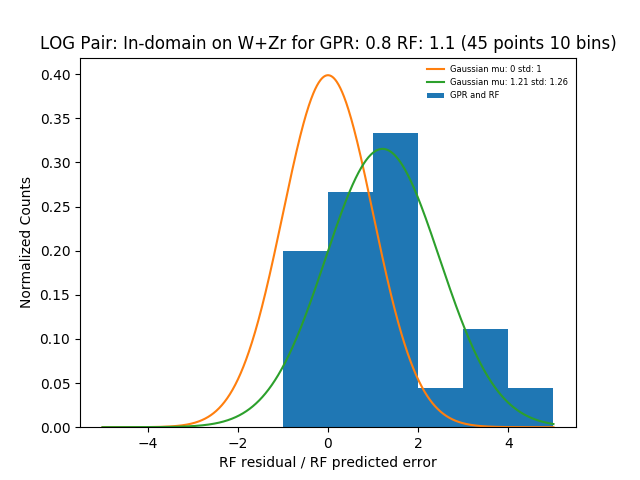 LOG Pair: In-domain on W+Zr for GPR: 0.8 RF: 1.1 (45 points 10 bins)
Gaussian mu: 0 std: 1
Gaussian mu: 1.21 std: 1.26
GPR and RF
Normalized Counts
0.40
0.35
0.30
0.25
0.20
0.15
0.10
0.05
0.00
−4
−2
0
2
4
RF residual / RF predicted error